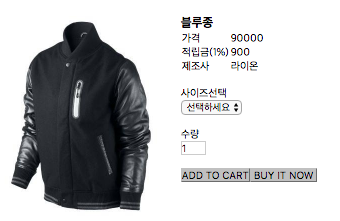 블루종
가격 90000
적립금(1%) 900
제조사 라이온
사이즈선택
선택하세요
수량
1
ADD TO CART BUY IT NOW